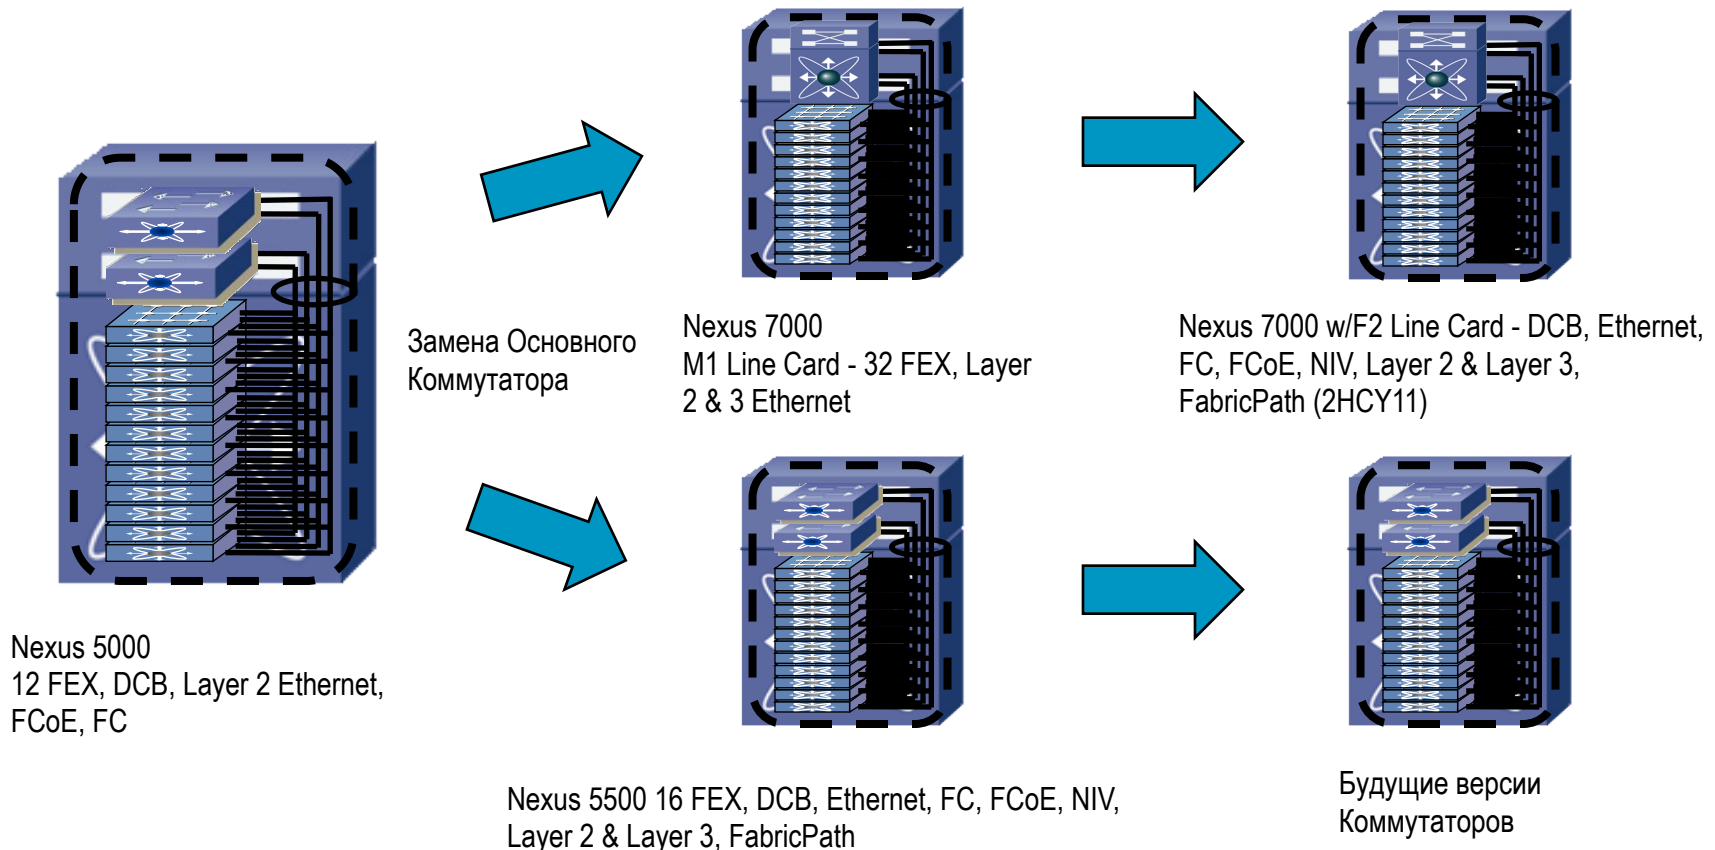 Замена Основного
Коммутатора
Nexus 7000
M1 Line Card - 32 FEX, Layer
2 & 3 Ethernet
Nexus 7000 w/F2 Line Card - DCB, Ethernet,
FC, FCoE, NIV, Layer 2 & Layer 3,
FabricPath (2HCY11)
Nexus 5000
12 FEX, DCB, Layer 2 Ethernet,
FCoE, FC
Nexus 5500 16 FEX, DCB, Ethernet, FC, FCoE, NIV,
Layer 2 & Layer 3, FabricPath
Будущие версии
Коммутаторов